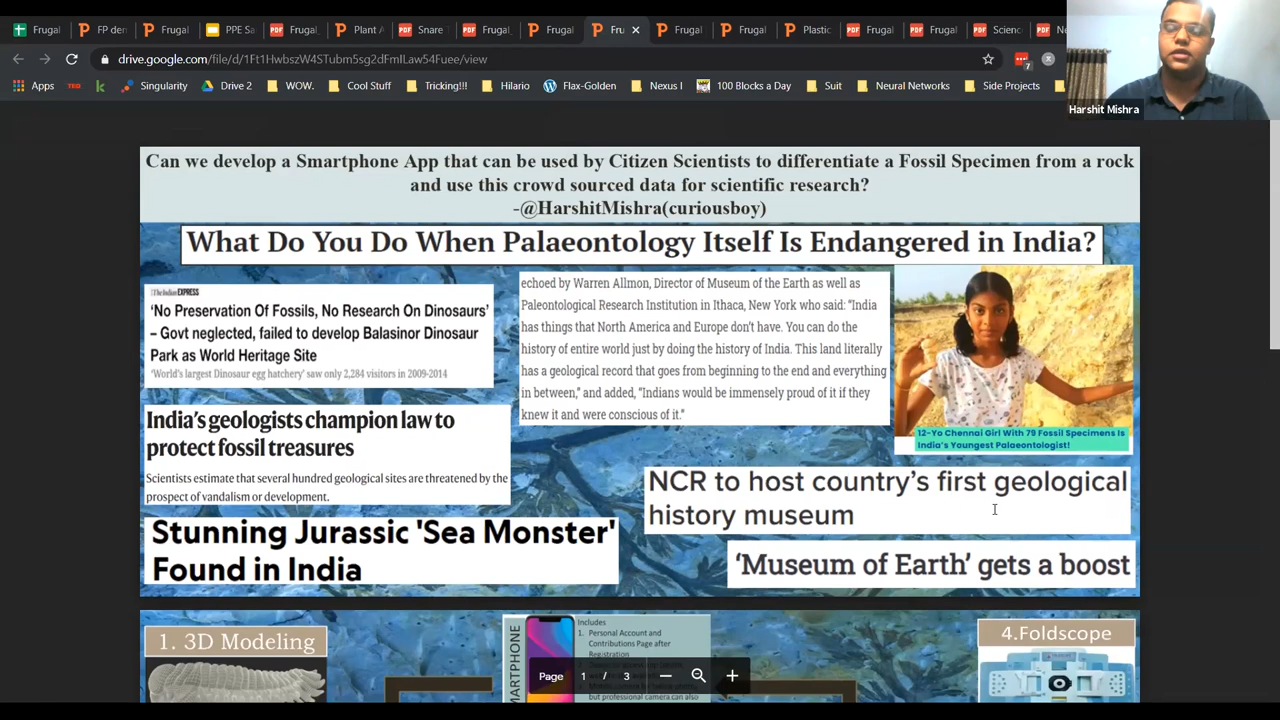 Frugal
FP der
Frugal
PPE Sa
Frugal
Plant A
Snare
Frugal
Frugal
Fru
Frugal
Frugal
Plastic
Frugal
Frugal
Scienc
Ne
drive.google.com/file/d/1Ft1HwbszW4STubm5sg2dFmILaw54Fuee/view
7
Apps
TED
k
Singularity
Drive 2
WOW.
Cool Stuff
Tricking!!!
Hilario
Flax-Golden
Nexus I
100 Blocks a Day
Suit
Neural Networks
Side Projects
Harshit Mishra
Can we develop a Smartphone App that can be used by Citizen Scientists to differentiate a Fossil Specimen from a rock
and use this crowd sourced data for scientific research?
-@HarshitMishra(curiousboy)
What Do You Do When Palaeontology Itself Is Endangered in India?
The Indian EXPRESS
'No Preservation Of Fossils, No Research On Dinosaurs'
– Govt neglected, failed to develop Balasinor Dinosaur
Park as World Heritage Site
'World's largest Dinosaur egg hatchery' saw only 2,284 visitors in 2009-2014
echoed by Warren Allmon, Director of Museum of the Earth as well as
Paleontological Research Institution in Ithaca, New York who said: “India
has things that North America and Europe don't have. You can do the
history of entire world just by doing the history of India. This land literally
has a geological record that goes from beginning to the end and everything
in between,” and added, “Indians would be immensely proud of it if they
knew it and were conscious of it.”
12-Yo Chennai Girl With 79 Fossil Specimens Is
India's Youngest Palaeontologist!
India's geologists champion law to
protect fossil treasures
Scientists estimate that several hundred geological sites are threatened by the
prospect of vandalism or development.
NCR to host country's first geological
history museum
Stunning Jurassic 'Sea Monster'
Found in India
'Museum of Earth' gets a boost
1. 3D Modeling
SMARTPHONE
Includes
1. Personal Account and
Contributions Page after
Registration
but professional camera can also
4.Foldscope
Page 1 / 3